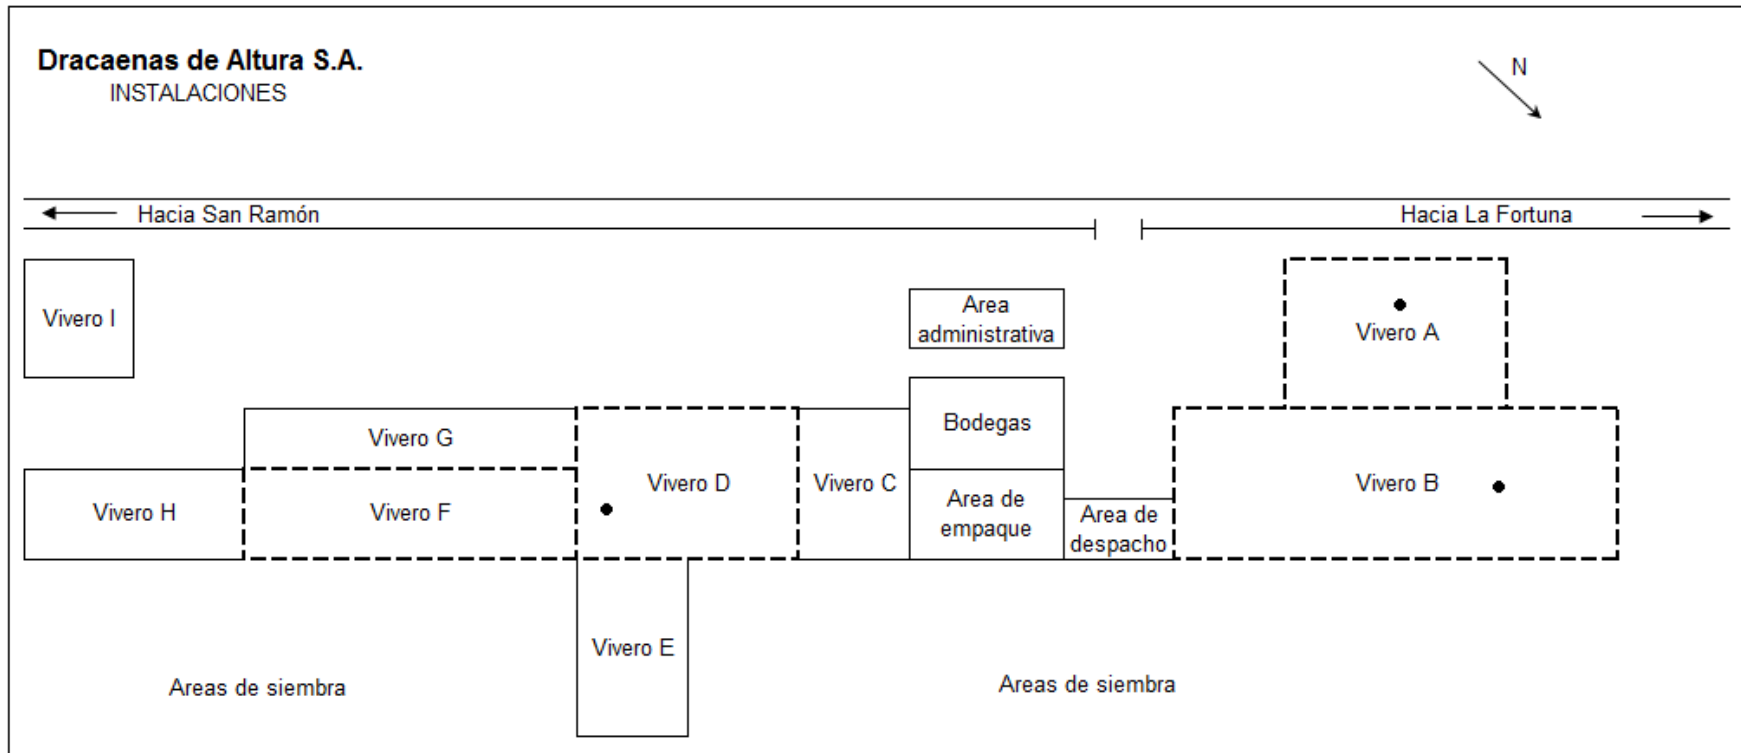 Dracaenas de Altura S.A.
INSTALACIONES
N
Hacia San Ramón
Hacia La Fortuna
Vivero I
Area
administrativa
Vivero A
Bodegas
Vivero G
Vivero H
Vivero F
Vivero D
Vivero C
Area de
empaque
Area de
despacho
Vivero B
Vivero E
Areas de siembra
Areas de siembra